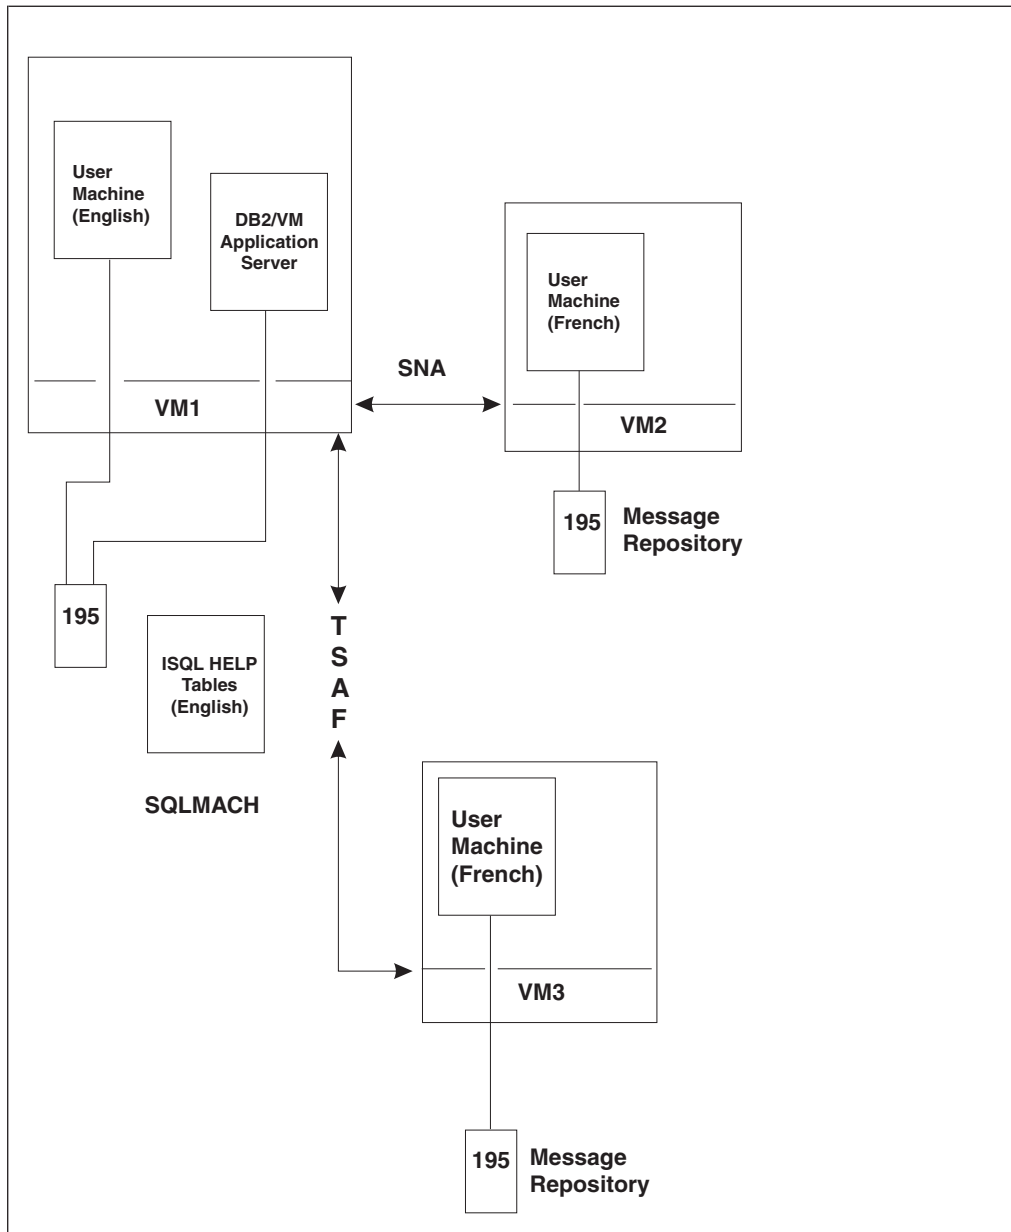 User
Machine
(English)
DB2/VM
Application
Server
VM1
SNA
User
Machine
(French)
VM2
195
Message
Repository
195
ISQL HELP
Tables
(English)
SQLMACH
T
S
A
F
User
Machine
(French)
VM3
195
Message
Repository